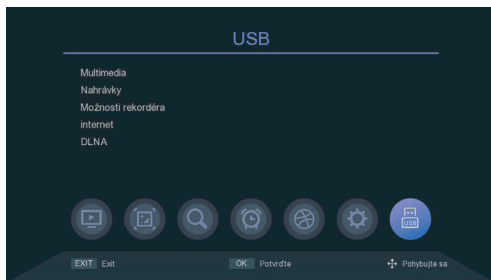 USB
Multimedia
Nahrávky
Možnosti rekordéra
internet
DLNA
USB
EXIT Exit
OK Potvrďte
Pohybujte sa